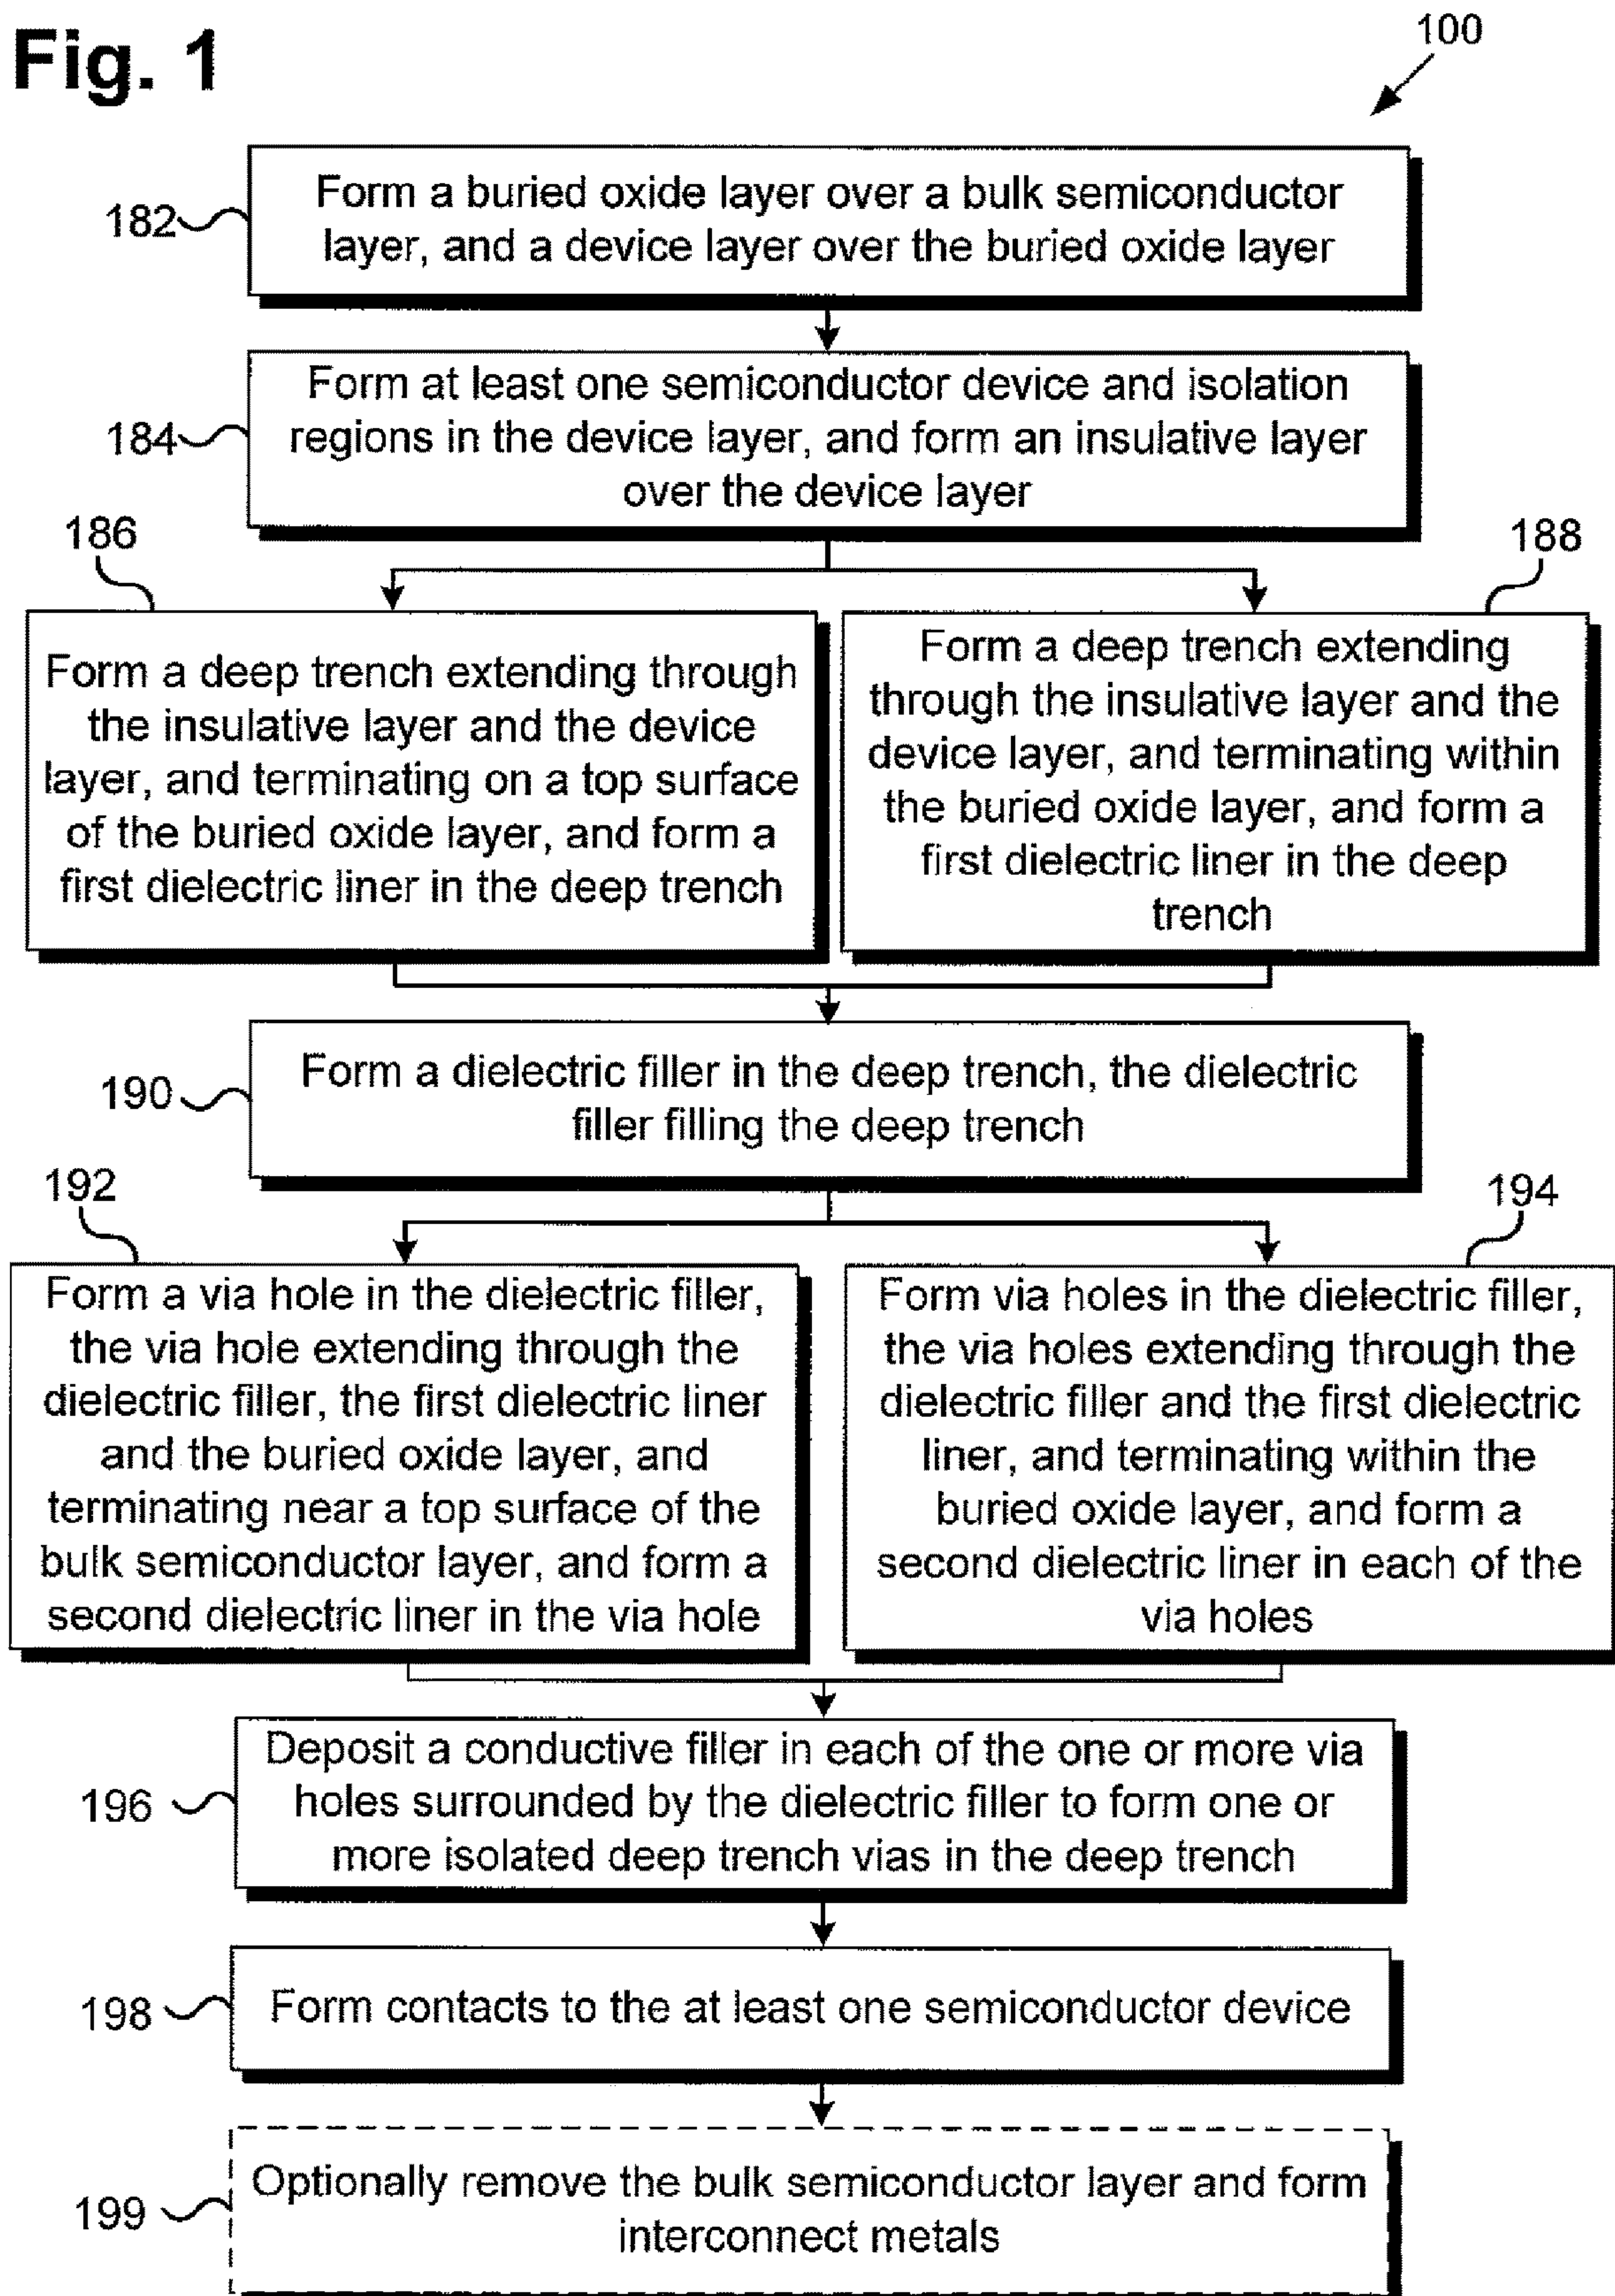 Fig. 1
100
182
Form a buried oxide layer over a bulk semiconductor
layer, and a device layer over the buried oxide layer
184
Form at least one semiconductor device and isolation
regions in the device layer, and form an insulative layer
over the device layer
186
188
Form a deep trench extending through
the insulative layer and the device
layer, and terminating on a top surface
of the buried oxide layer, and form a
first dielectric liner in the deep trench
Form a deep trench extending
through the insulative layer and the
device layer, and terminating within
the buried oxide layer, and form a
first dielectric liner in the deep
trench
190
Form a dielectric filler in the deep trench, the dielectric
filler filling the deep trench
192
194
Form a via hole in the dielectric filler,
the via hole extending through the
dielectric filler, the first dielectric liner
and the buried oxide layer, and
terminating near a top surface of the
bulk semiconductor layer, and form a
second dielectric liner in the via hole
Form via holes in the dielectric filler,
the via holes extending through the
dielectric filler and the first dielectric
liner, and terminating within the
buried oxide layer, and form a
second dielectric liner in each of the
via holes
196
Deposit a conductive filler in each of the one or more via
holes surrounded by the dielectric filler to form one or
more isolated deep trench vias in the deep trench
198
Form contacts to the at least one semiconductor device
199
Optionally remove the bulk semiconductor layer and form
interconnect metals